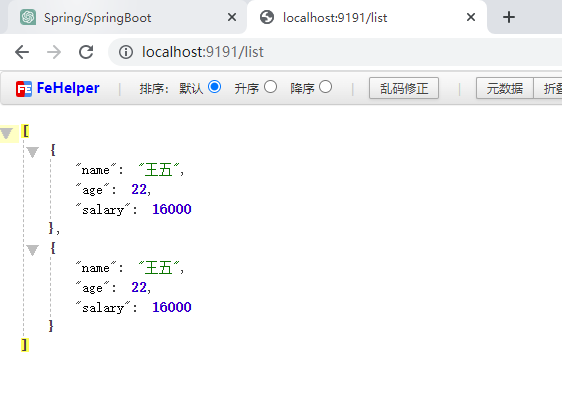 Spring/SpringBoot
localhost:9191/list
localhost:9191/list
FeHelper 排序: 默认 升序 降序 乱码修正 元数据 折叠
[
{
"name": "王五",
"age": 22,
"salary": 16000
},
{
"name": "王五",
"age": 22,
"salary": 16000
}
]